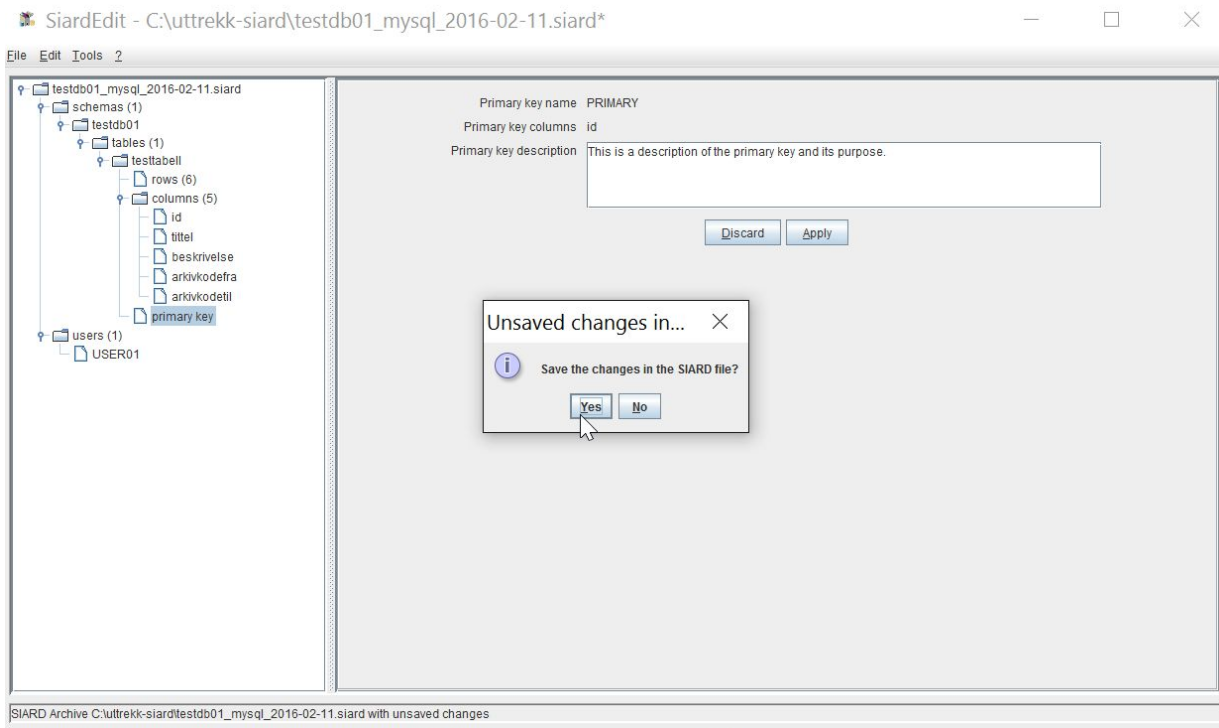 SiardEdit - C:\uttrekk-siard\testdb01_mysql_2016-02-11.siard*
File Edit Tools ?
testdb01_mysql_2016-02-11.siard
schemas (1)
testdb01
tables (1)
testtabell
rows (6)
columns (5)
id
tittel
beskrivelse
arkivkodefra
arkivkodetil
primary key
users (1)
USER01
Primary key name PRIMARY
Primary key columns id
Primary key description This is a description of the primary key and its purpose.
Discard Apply
Unsaved changes in...
i Save the changes in the SIARD file?
Yes No
SIARD Archive C:\uttrekk-siard\testdb01_mysql_2016-02-11.siard with unsaved changes